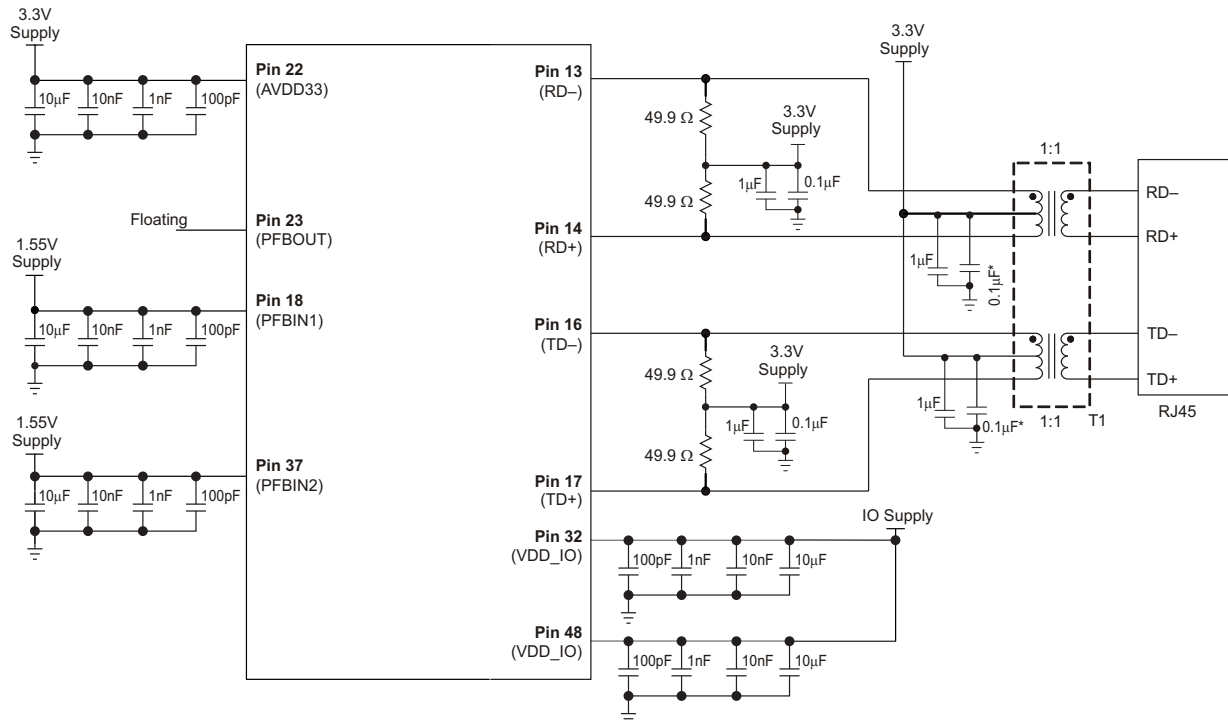 3.3V
Supply
10μF
10nF
1nF
100pF
Pin 22
(AVDD33)
Floating
Pin 23
(PFBOUT)
1.55V
Supply
10μF
10nF
1nF
100pF
Pin 18
(PFBIN1)
1.55V
Supply
10μF
10nF
1nF
100pF
Pin 37
(PFBIN2)
Pin 13
(RD–)
49.9 Ω
3.3V
Supply
1μF
0.1μF
49.9 Ω
Pin 14
(RD+)
Pin 16
(TD–)
49.9 Ω
3.3V
Supply
1μF
0.1μF
49.9 Ω
Pin 17
(TD+)
Pin 32
(VDD_IO)
IO Supply
100pF
1nF
10nF
10μF
Pin 48
(VDD_IO)
100pF
1nF
10nF
10μF
3.3V
Supply
1μF
0.1μF*
1μF
0.1μF*
1:1
1:1
T1
RD–
RD+
TD–
TD+
RJ45